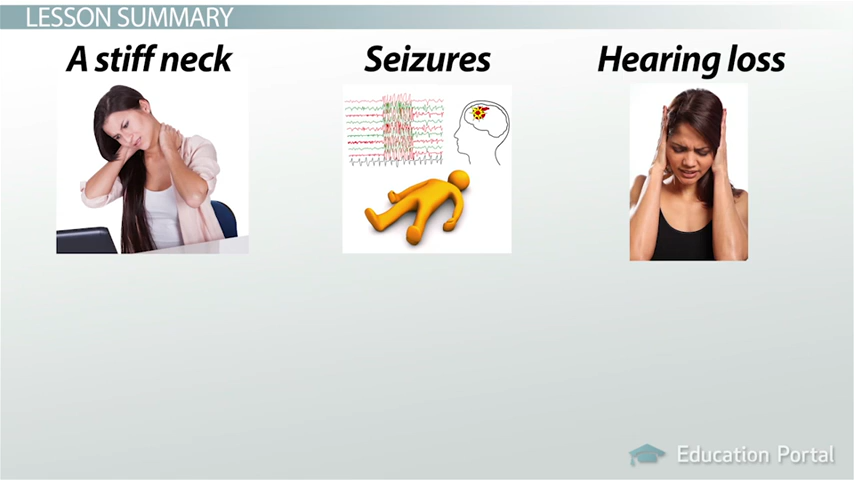 LESSON SUMMARY
A stiff neck
Seizures
Hearing loss
Education Portal